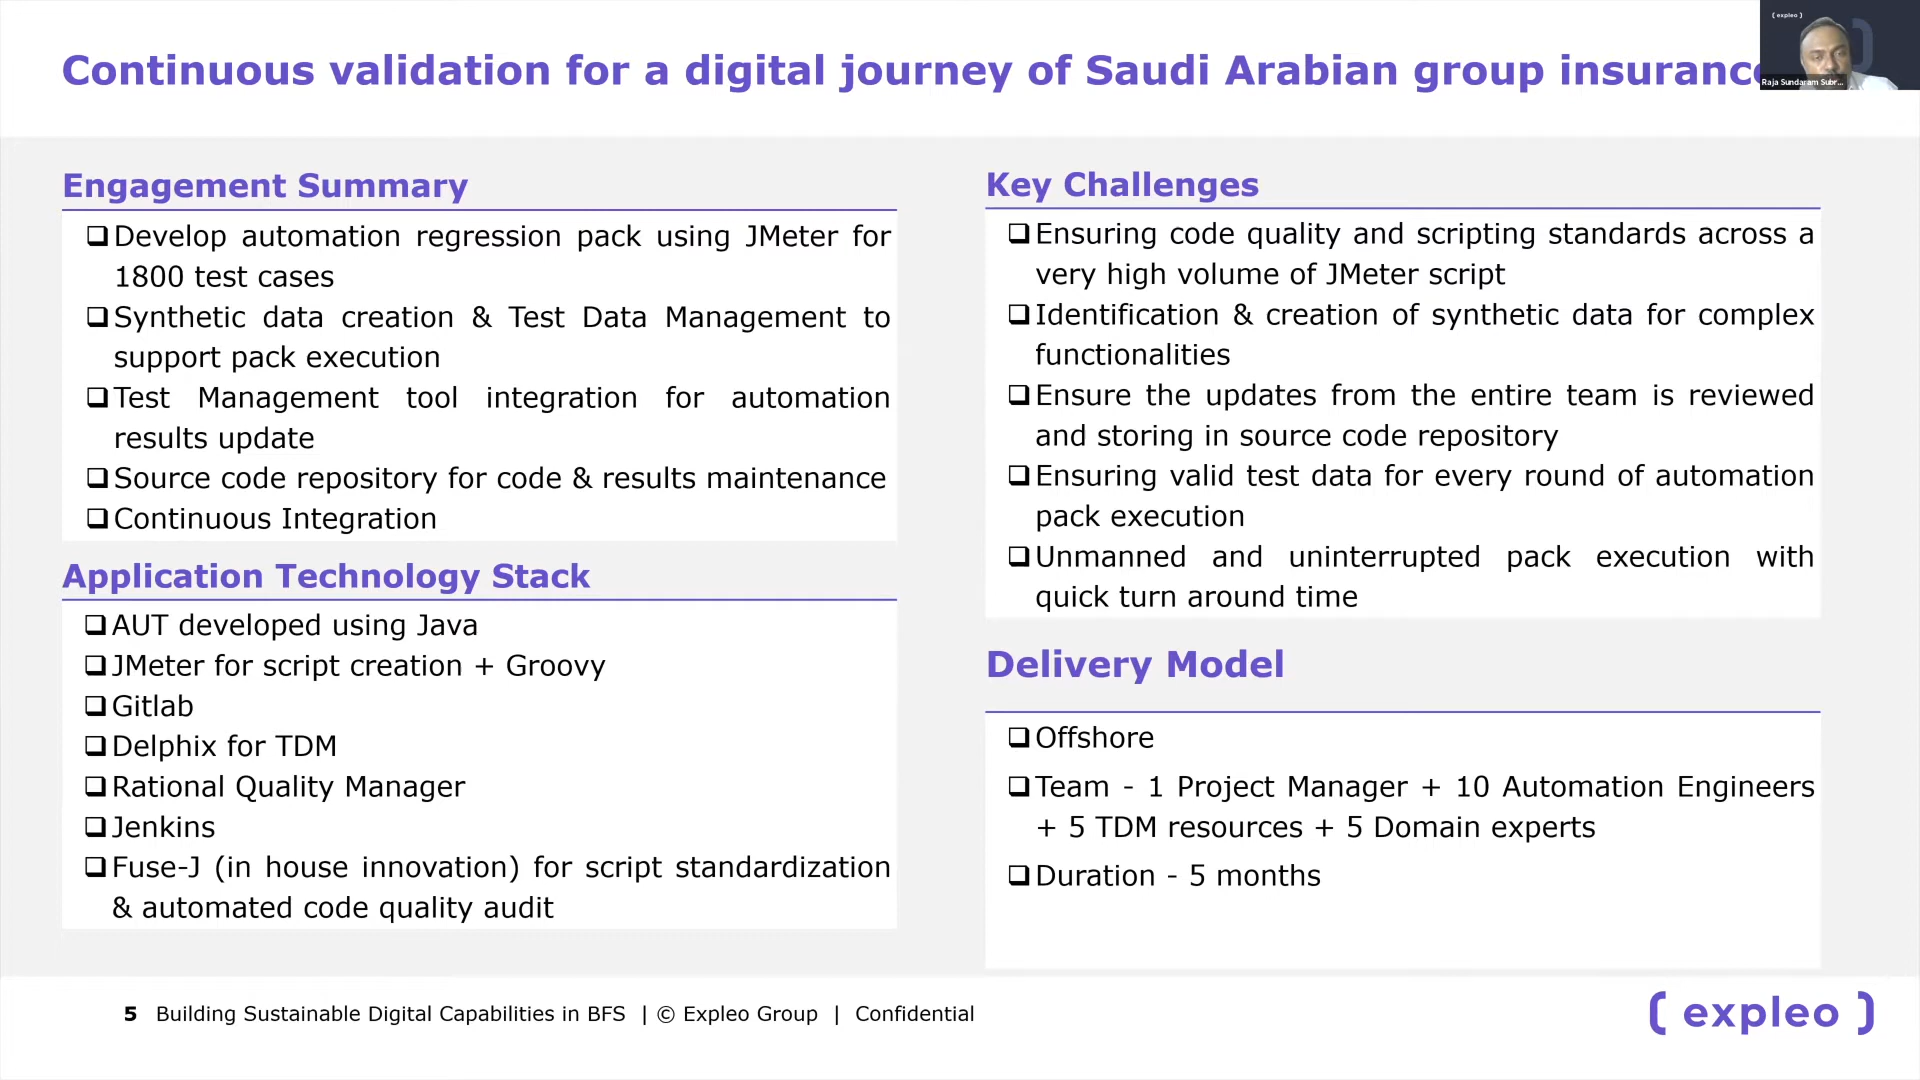 Continuous validation for a digital journey of Saudi Arabian group insuranc
{ expleo }
Raja Sundaram Subr...
Engagement Summary
❑Develop automation regression pack using JMeter for
1800 test cases
❑Synthetic data creation & Test Data Management to
support pack execution
❑Test Management tool integration for automation
results update
❑Source code repository for code & results maintenance
❑Continuous Integration
Application Technology Stack
❑AUT developed using Java
❑JMeter for script creation + Groovy
❑Gitlab
❑Delphix for TDM
❑Rational Quality Manager
❑Jenkins
❑Fuse-J (in house innovation) for script standardization
& automated code quality audit
Key Challenges
❑Ensuring code quality and scripting standards across a
very high volume of JMeter script
❑Identification & creation of synthetic data for complex
functionalities
❑Ensure the updates from the entire team is reviewed
and storing in source code repository
❑Ensuring valid test data for every round of automation
pack execution
❑Unmanned and uninterrupted pack execution with
quick turn around time
Delivery Model
❑Offshore
❑Team - 1 Project Manager + 10 Automation Engineers
+ 5 TDM resources + 5 Domain experts
❑Duration - 5 months
5 Building Sustainable Digital Capabilities in BFS | © Expleo Group | Confidential
{ expleo }